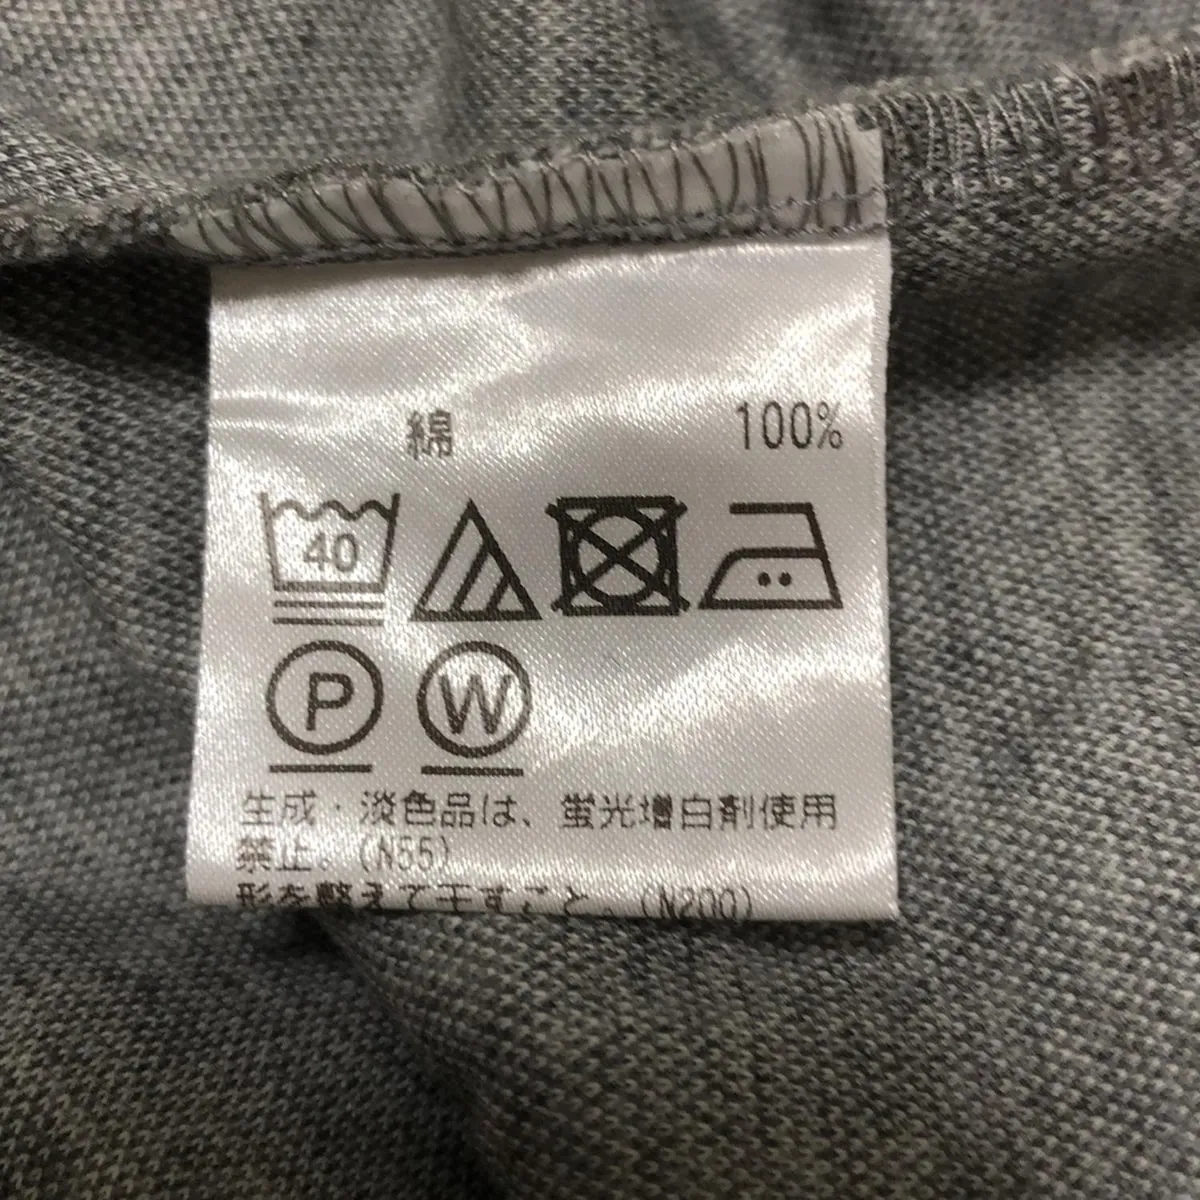 綿 100%
40
P W
生成・淡色品は、蛍光増白剤使用
禁止。(N55)
形を整えて干すこと。(N200)